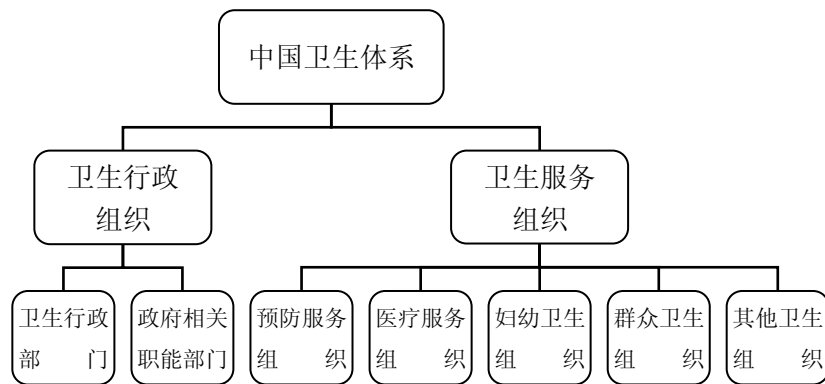 中国卫生体系
卫生行政
组织
卫生服务
组织
卫生行政
部门
政府相关
职能部门
预防服务
组织
医疗服务
组织
妇幼卫生
组织
群众卫生
组织
其他卫生
组织